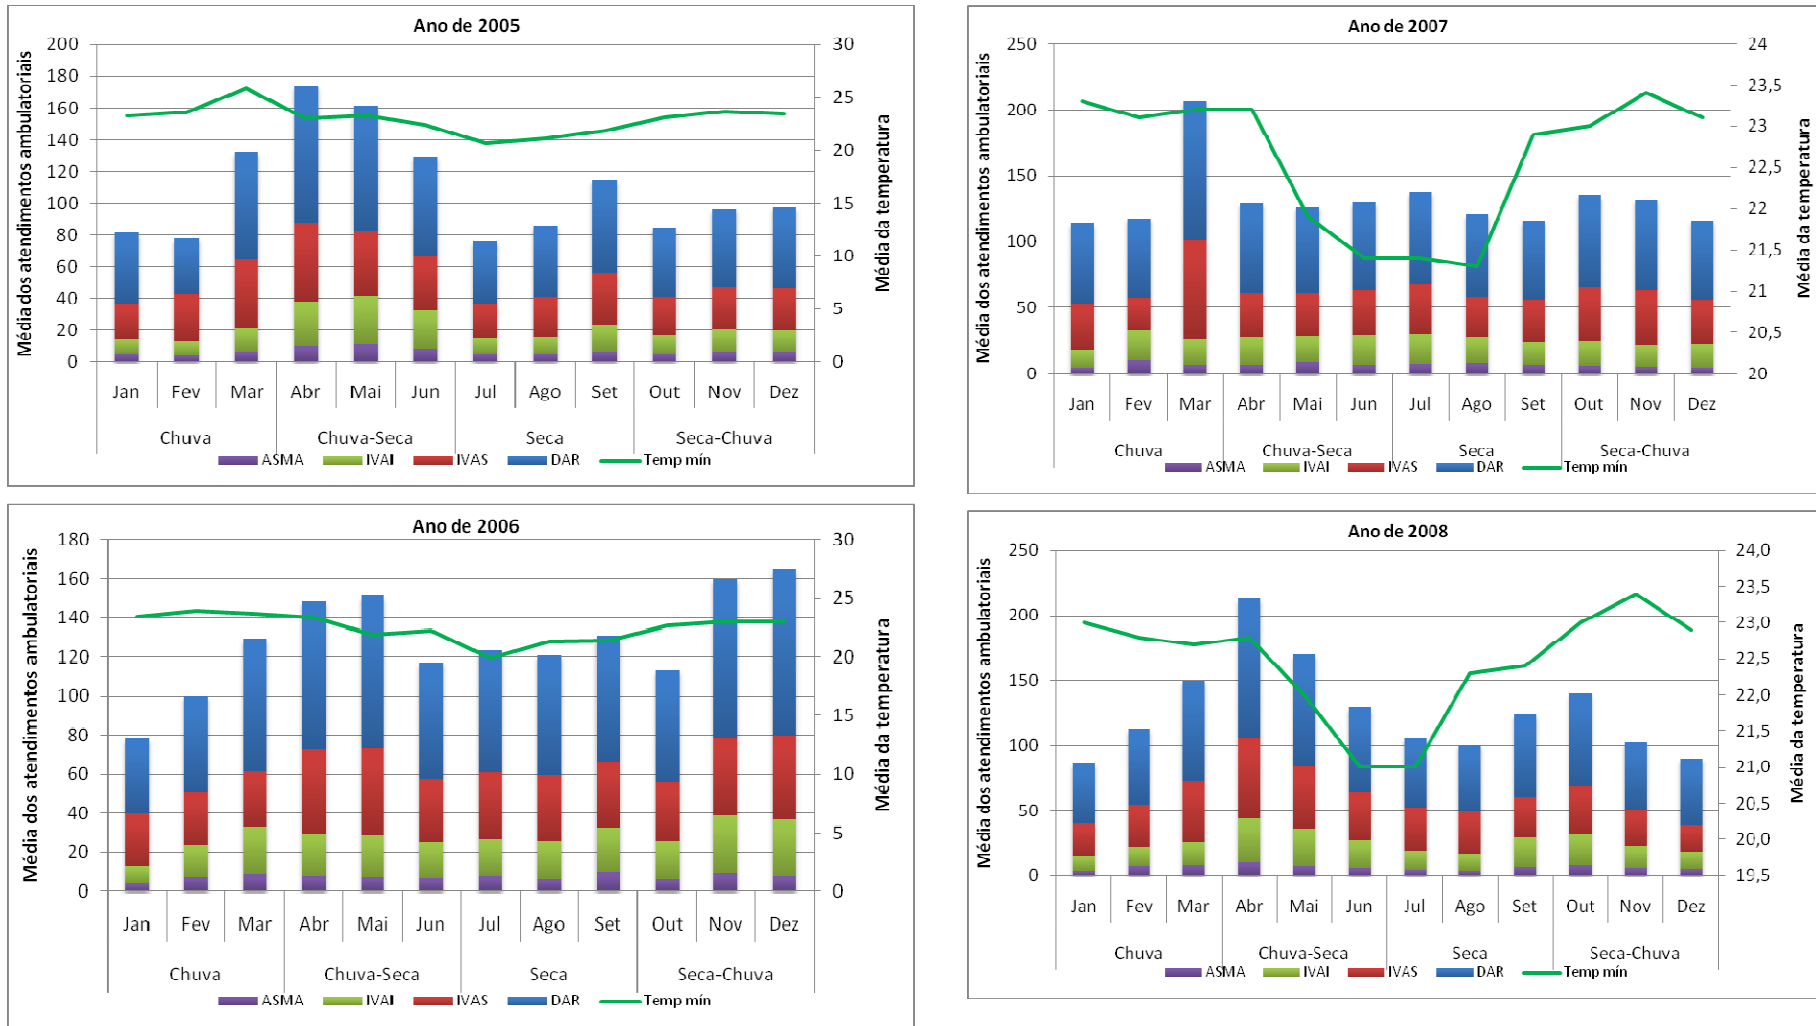 Ano de 2005
Média dos atendimentos ambulatoriais
200
180
160
140
120
100
80
60
40
20
0
30
25
20
15
10
5
0
Média da temperatura
Jan Fev Mar Abr Mai Jun Jul Ago Set Out Nov Dez
Chuva Chuva-Seca Seca Seca-Chuva
ASMA IVAI IVAS DAR Temp mín
Ano de 2007
Média dos atendimentos ambulatoriais
250
200
150
100
50
0
24
23,5
23
22,5
22
21,5
21
20,5
20
Média da temperatura
Jan Fev Mar Abr Mai Jun Jul Ago Set Out Nov Dez
Chuva Chuva-Seca Seca Seca-Chuva
ASMA IVAI IVAS DAR Temp mín
Ano de 2006
Média dos atendimentos ambulatoriais
180
160
140
120
100
80
60
40
20
0
30
25
20
15
10
5
0
Média da temperatura
Jan Fev Mar Abr Mai Jun Jul Ago Set Out Nov Dez
Chuva Chuva-Seca Seca Seca-Chuva
ASMA IVAI IVAS DAR Temp mín
Ano de 2008
Média dos atendimentos ambulatoriais
250
200
150
100
50
0
24,0
23,5
23,0
22,5
22,0
21,5
21,0
20,5
20,0
19,5
Média da temperatura
Jan Fev Mar Abr Mai Jun Jul Ago Set Out Nov Dez
Chuva Chuva-Seca Seca Seca-Chuva
ASMA IVAI IVAS DAR Temp mín